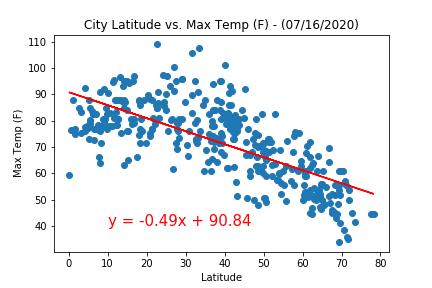 City Latitude vs. Max Temp (F) - (07/16/2020)
110
100
90
80
70
60
50
40
Max Temp (F)
y = -0.49x + 90.84
0 10 20 30 40 50 60 70 80
Latitude